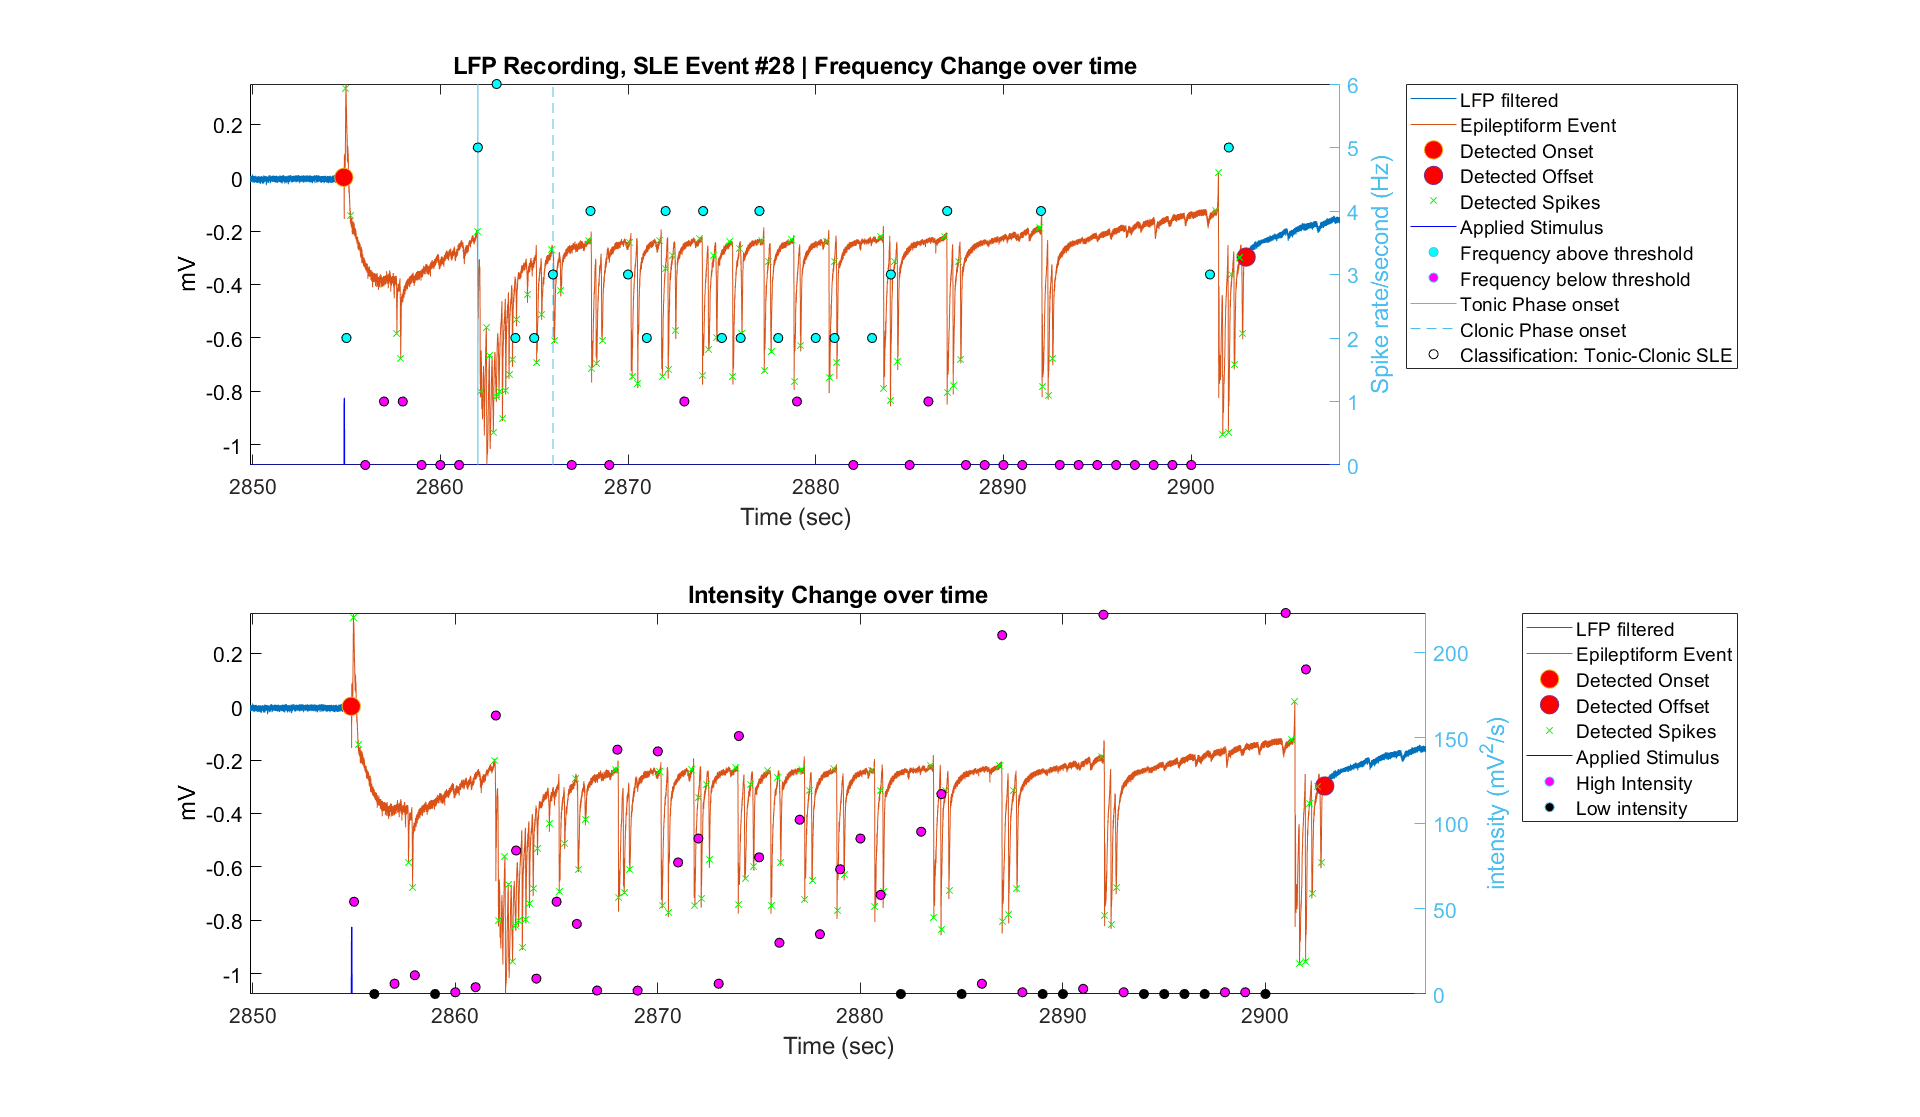 LFP Recording, SLE Event #28 | Frequency Change over time
0.2
0
-0.2
-0.4
-0.6
-0.8
-1
mV
6
5
4
3
2
1
0
Spike rate/second (Hz)
2850 2860 2870 2880 2890 2900
Time (sec)
LFP filtered
Epileptiform Event
Detected Onset
Detected Offset
Detected Spikes
Applied Stimulus
Frequency above threshold
Frequency below threshold
Tonic Phase onset
Clonic Phase onset
Classification: Tonic-Clonic SLE
Intensity Change over time
0.2
0
-0.2
-0.4
-0.6
-0.8
-1
mV
200
150
100
50
0
intensity (mV²/s)
2850 2860 2870 2880 2890 2900
Time (sec)
LFP filtered
Epileptiform Event
Detected Onset
Detected Offset
Detected Spikes
Applied Stimulus
High Intensity
Low intensity